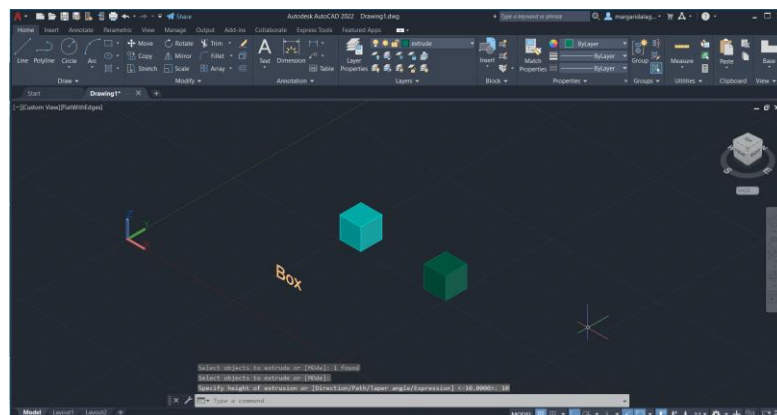 Share
Autodesk AutoCAD 2022 Drawing1.dwg
Type a keyword or phrase
margaridatag...
Home Insert Annotate Parametric View Manage Output Add-ins Collaborate Express Tools Featured Apps
Line Polyline Circle Arc
Move Rotate Trim
Copy Mirror Fillet
Stretch Scale Array
Text Dimension
Table
Layer Properties
extrude
Insert
Match Properties
ByLayer
ByLayer
ByLayer
Group
Measure
Paste
Base
Draw Modify Annotation Layers Block Properties Groups Utilities Clipboard View
Start Drawing1*
[−][Custom View][FlatWithEdges]
Box
Select objects to extrude or [MOde]: 1 found
Select objects to extrude or [MOde]:
Specify height of extrusion or [Direction/Path/Taper angle/Expression] <-10.0000>: 10
Type a command
Model Layout1 Layout2 +
MODEL